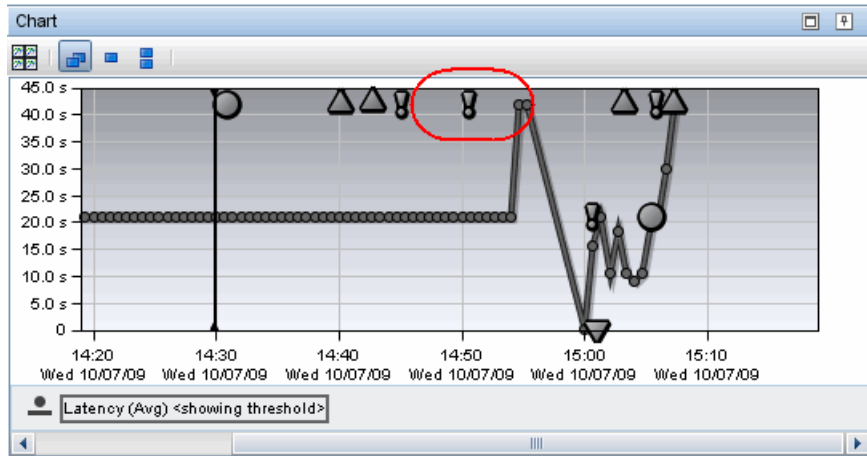 Chart
45.0 s
40.0 s
35.0 s
30.0 s
25.0 s
20.0 s
15.0 s
10.0 s
5.0 s
0
14:20 14:30 14:40 14:50 15:00 15:10
Wed 10/07/09 Wed 10/07/09 Wed 10/07/09 Wed 10/07/09 Wed 10/07/09 Wed 10/07/09
Latency (Avg) <showing threshold>